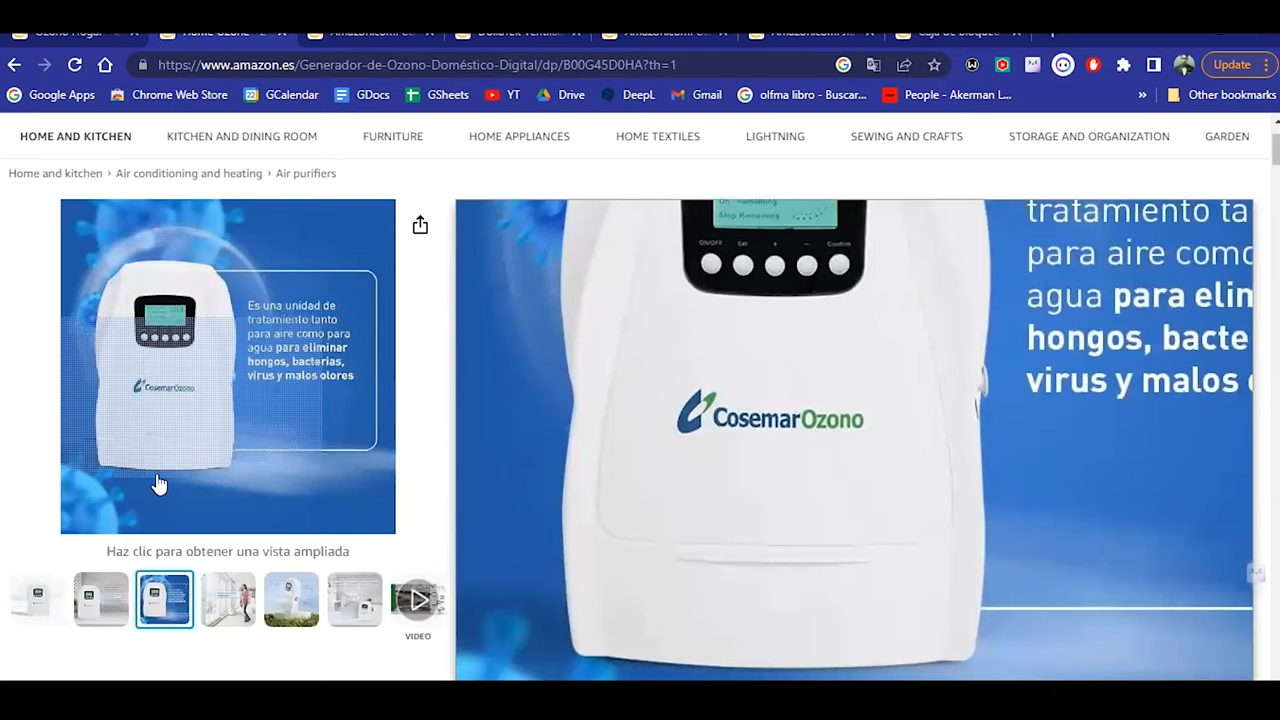 https://www.amazon.es/Generador-de-Ozono-Doméstico-Digital/dp/B00G45D0HA?th=1
Update
Google Apps
Chrome Web Store
GCalendar
GDocs
GSheets
YT
Drive
DeepL
Gmail
olfma libro - Buscar...
People - Akerman L...
»
Other bookmarks
HOME AND KITCHEN
KITCHEN AND DINING ROOM
FURNITURE
HOME APPLIANCES
HOME TEXTILES
LIGHTNING
SEWING AND CRAFTS
STORAGE AND ORGANIZATION
GARDEN
Home and kitchen › Air conditioning and heating › Air purifiers
Es una unidad de
tratamiento tanto
para aire como para
agua para eliminar
hongos, bacterias,
virus y malos olores
CosemarOzono
Haz clic para obtener una vista ampliada
VIDEO
Stop Remaining
ON/OFF Set + − Confirm
CosemarOzono
tratamiento ta
para aire como
agua para elin
hongos, bacte
virus y malos